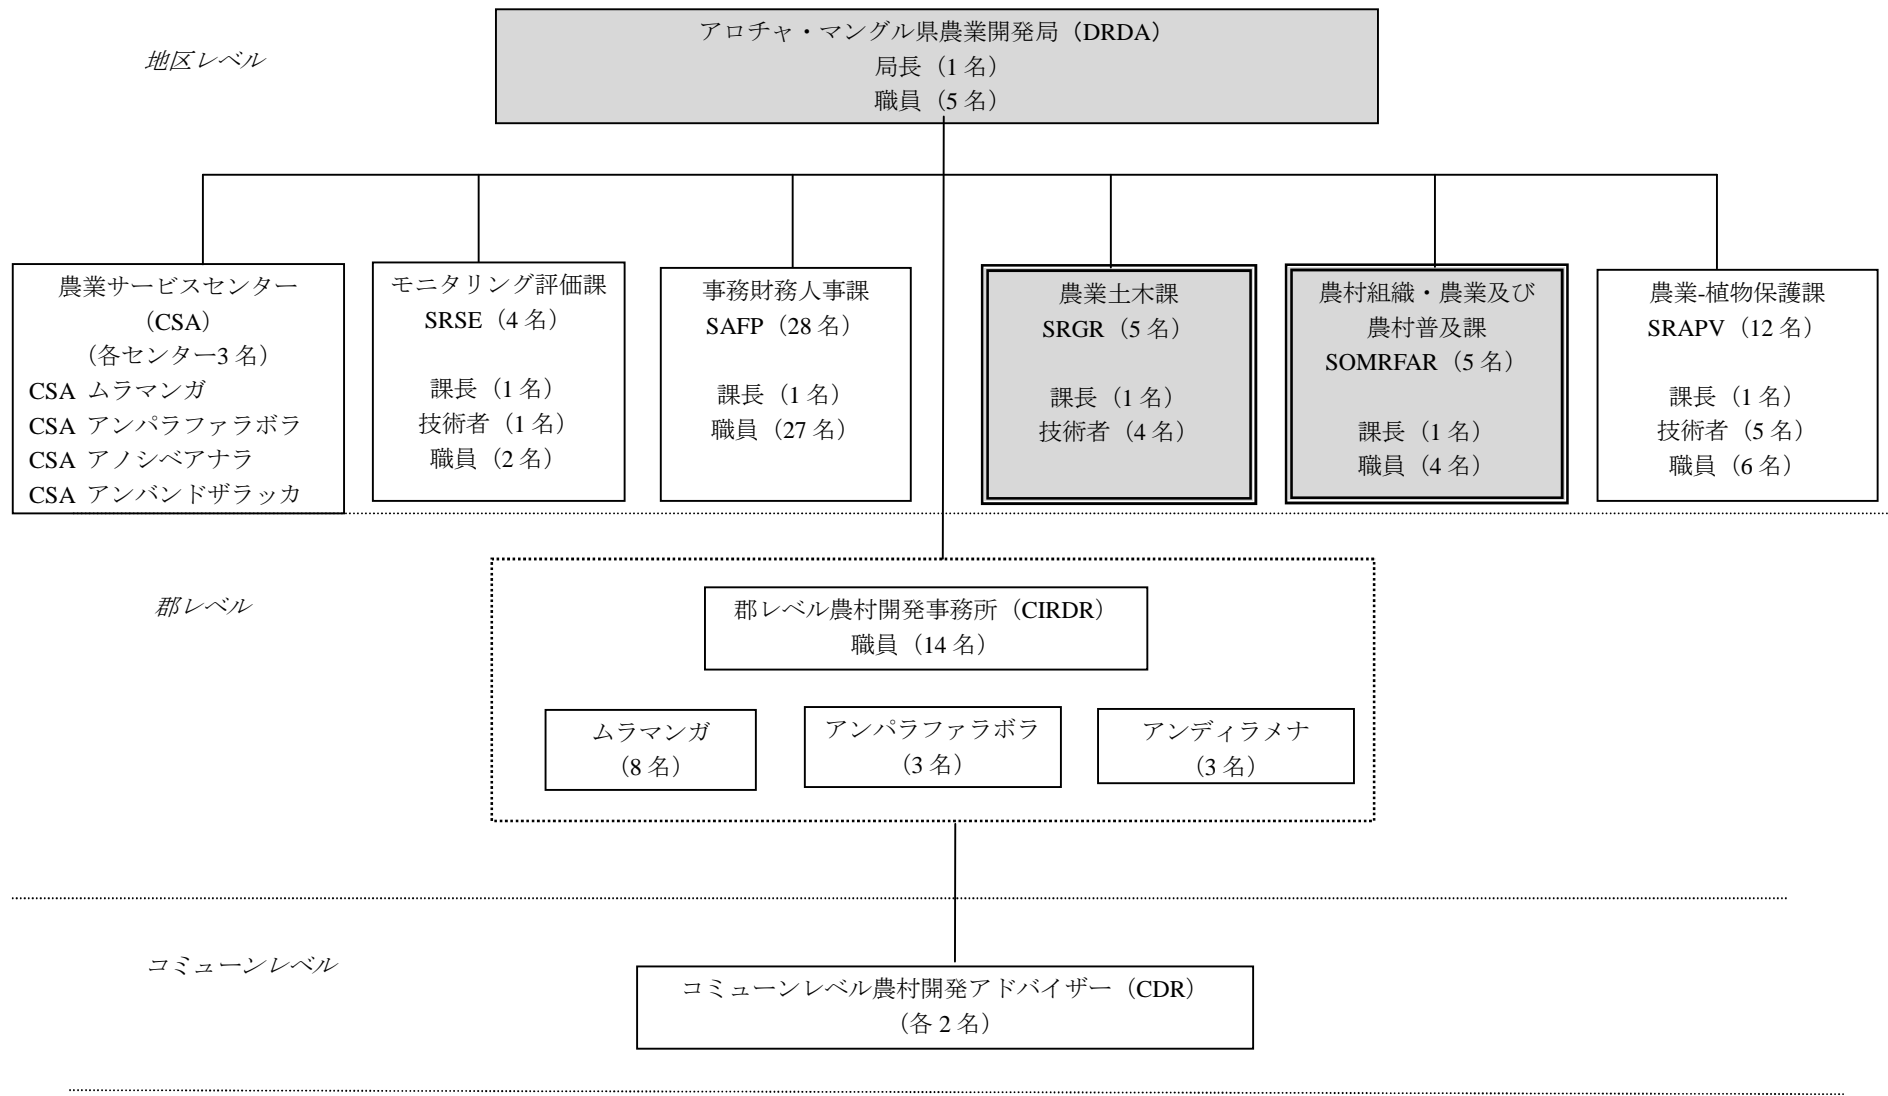 地区レベル
アロチャ・マングル県農業開発局（DRDA）
局長（1 名）
職員（5 名）
農業サービスセンター
（CSA）
（各センター3 名）
CSA ムラマンガ
CSA アンパラファラボラ
CSA アノシベアナラ
CSA アンバンドザラッカ
モニタリング評価課
SRSE（4 名）
課長（1 名）
技術者（1 名）
職員（2 名）
事務財務人事課
SAFP（28 名）
課長（1 名）
職員（27 名）
農業土木課
SRGR（5 名）
課長（1 名）
技術者（4 名）
農村組織・農業及び
農村普及課
SOMRFAR（5 名）
課長（1 名）
職員（4 名）
農業-植物保護課
SRAPV（12 名）
課長（1 名）
技術者（5 名）
職員（6 名）
郡レベル
郡レベル農村開発事務所（CIRDR）
職員（14 名）
ムラマンガ
（8 名）
アンパラファラボラ
（3 名）
アンディラメナ
（3 名）
コミューンレベル
コミューンレベル農村開発アドバイザー（CDR）
（各 2 名）